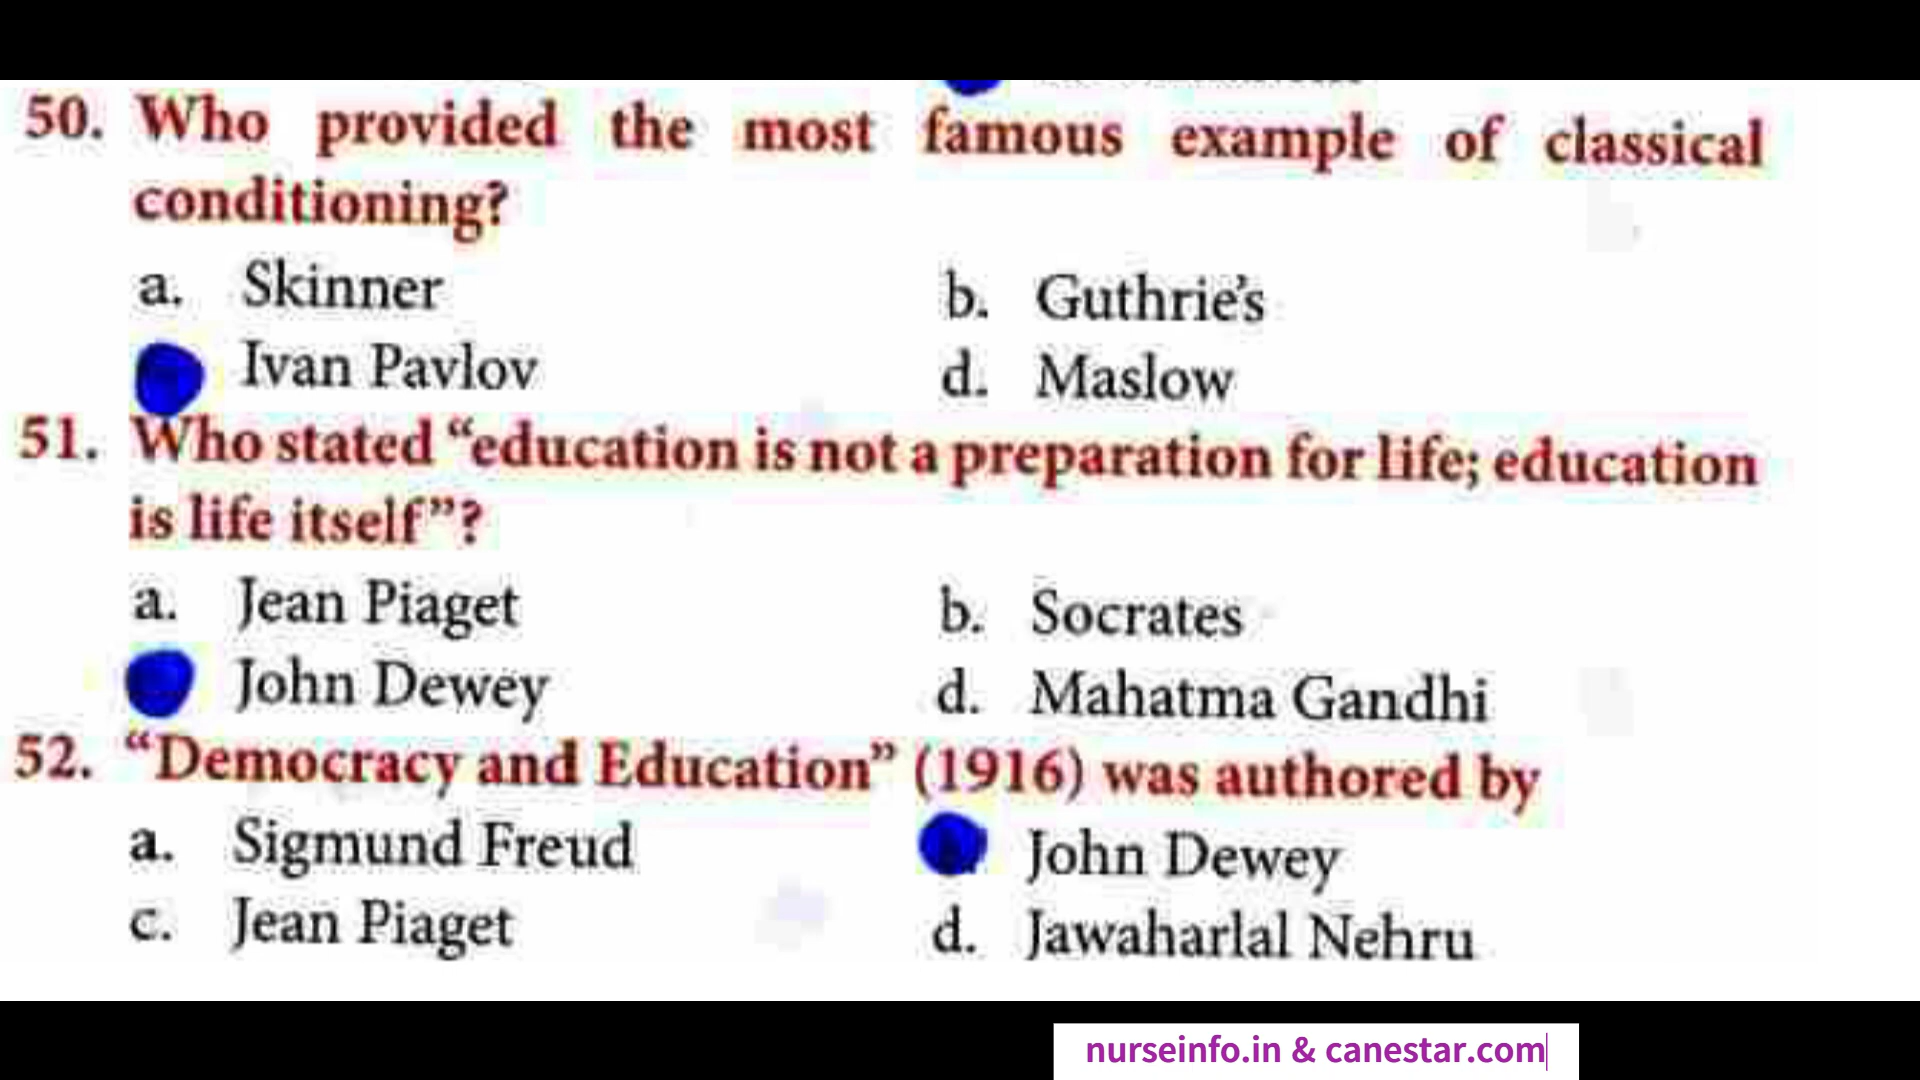 50. Who provided the most famous example of classical
conditioning?
a. Skinner b. Guthrie's
Ivan Pavlov d. Maslow
51. Who stated “education is not a preparation for life; education
is life itself”?
a. Jean Piaget b. Socrates
John Dewey d. Mahatma Gandhi
52. “Democracy and Education” (1916) was authored by
a. Sigmund Freud John Dewey
c. Jean Piaget d. Jawaharlal Nehru
nurseinfo.in & canestar.com